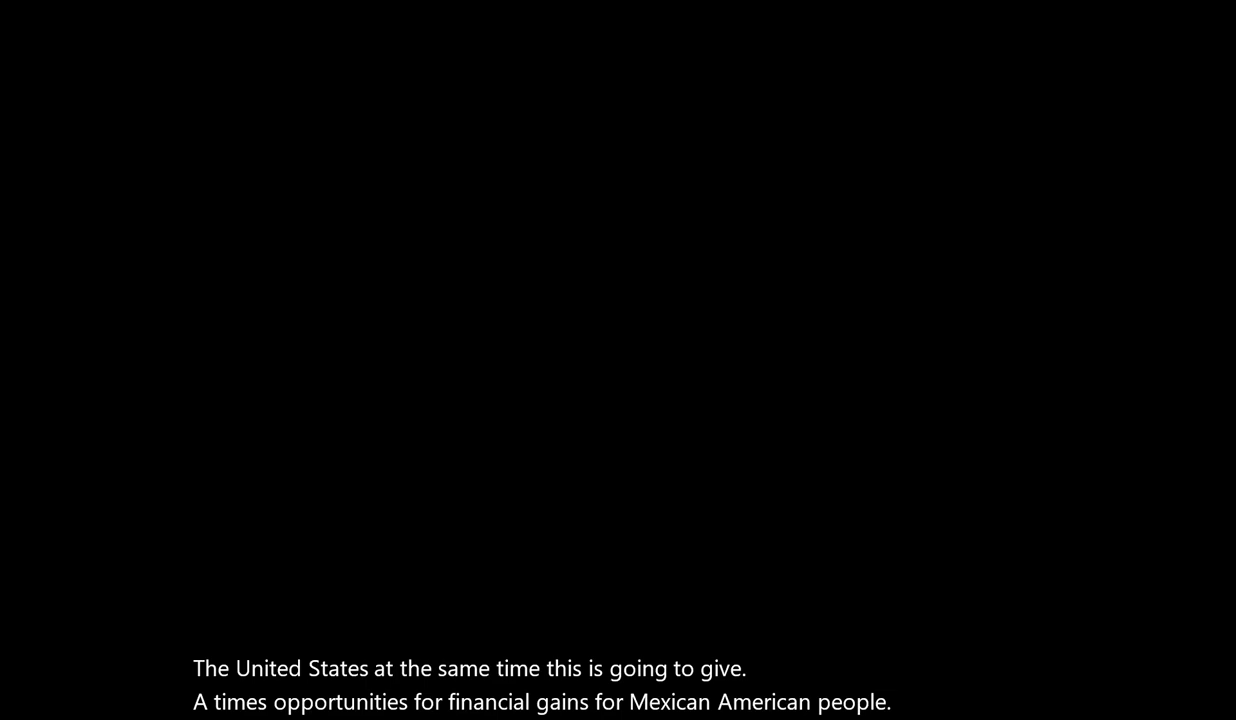 The United States at the same time this is going to give.
A times opportunities for financial gains for Mexican American people.